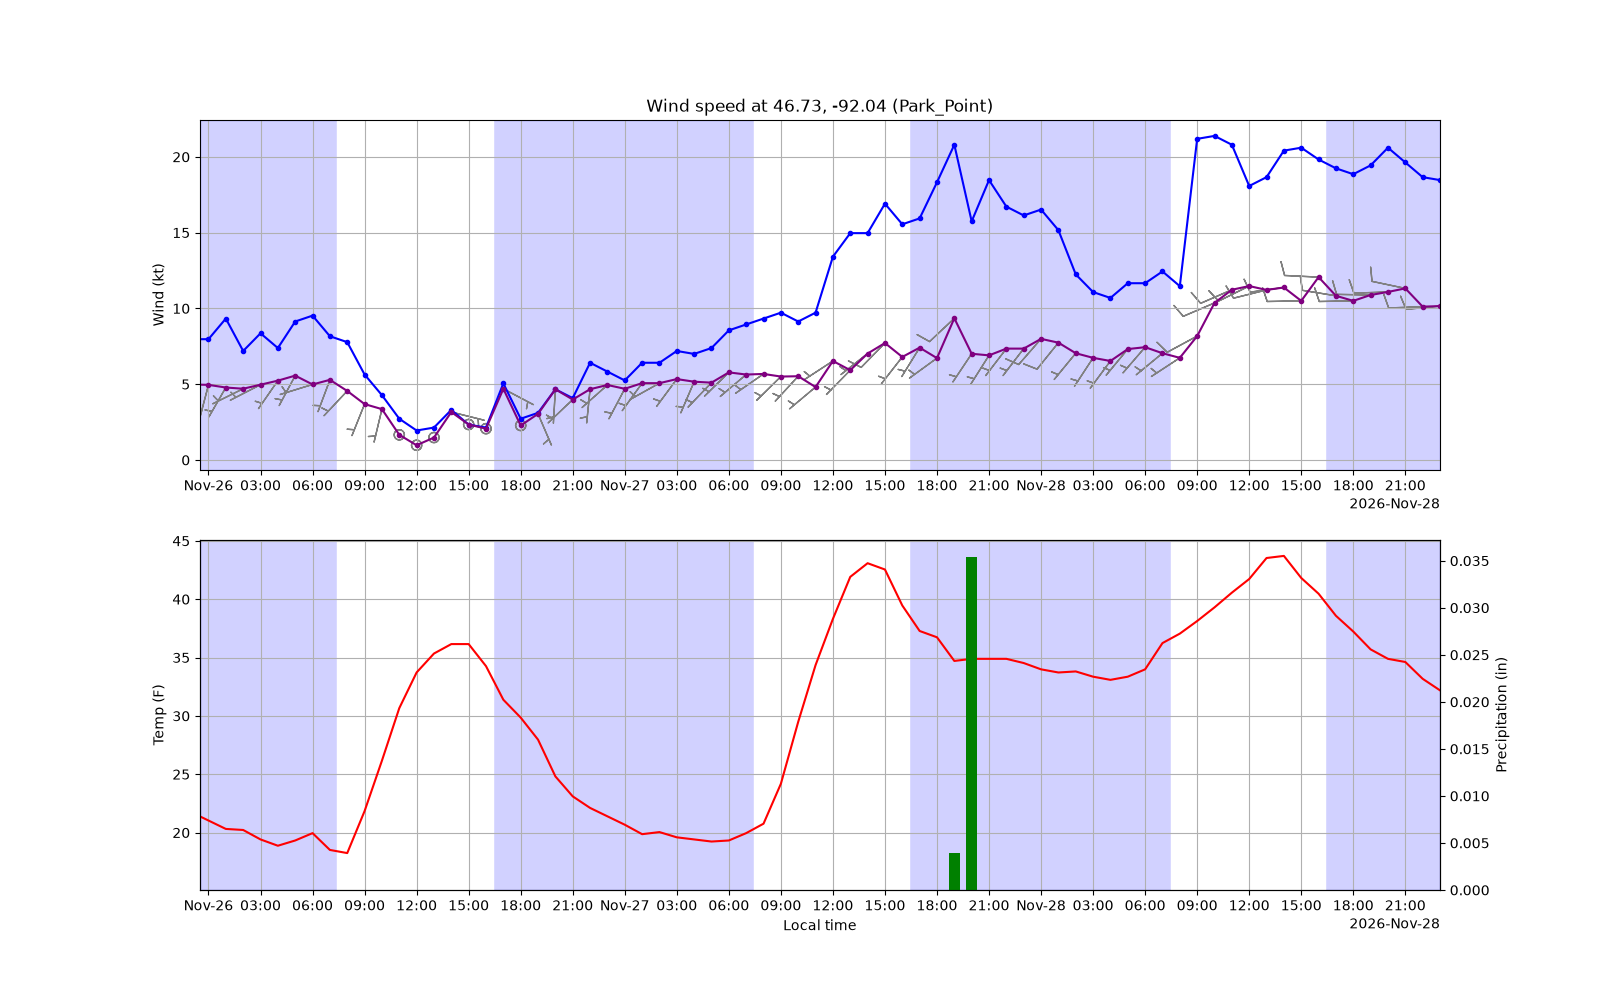 Wind speed at 46.73, -92.04 (Park_Point)
Wind (kt)
20
15
10
5
0
Nov-26 03:00 06:00 09:00 12:00 15:00 18:00 21:00 Nov-27 03:00 06:00 09:00 12:00 15:00 18:00 21:00 Nov-28 03:00 06:00 09:00 12:00 15:00 18:00 21:00
2026-Nov-28
Temp (F)
45
40
35
30
25
20
0.035
0.030
0.025
0.020
0.015
0.010
0.005
0.000
Precipitation (in)
Nov-26 03:00 06:00 09:00 12:00 15:00 18:00 21:00 Nov-27 03:00 06:00 09:00 12:00 15:00 18:00 21:00 Nov-28 03:00 06:00 09:00 12:00 15:00 18:00 21:00
Local time
2026-Nov-28